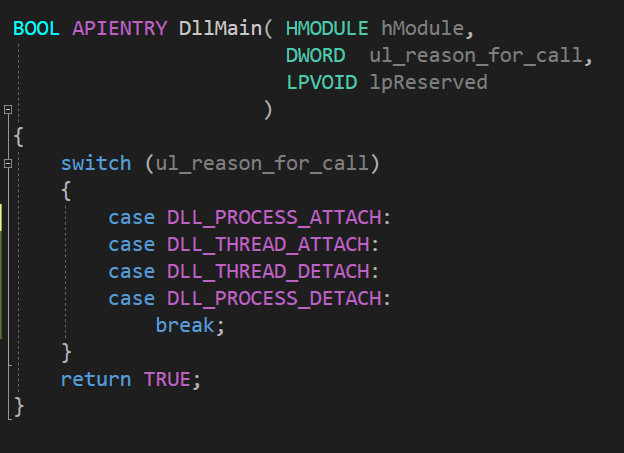 BOOL APIENTRY DllMain( HMODULE hModule,
                       DWORD  ul_reason_for_call,
                       LPVOID lpReserved
                     )
{
    switch (ul_reason_for_call)
    {
        case DLL_PROCESS_ATTACH:
        case DLL_THREAD_ATTACH:
        case DLL_THREAD_DETACH:
        case DLL_PROCESS_DETACH:
            break;
    }
    return TRUE;
}